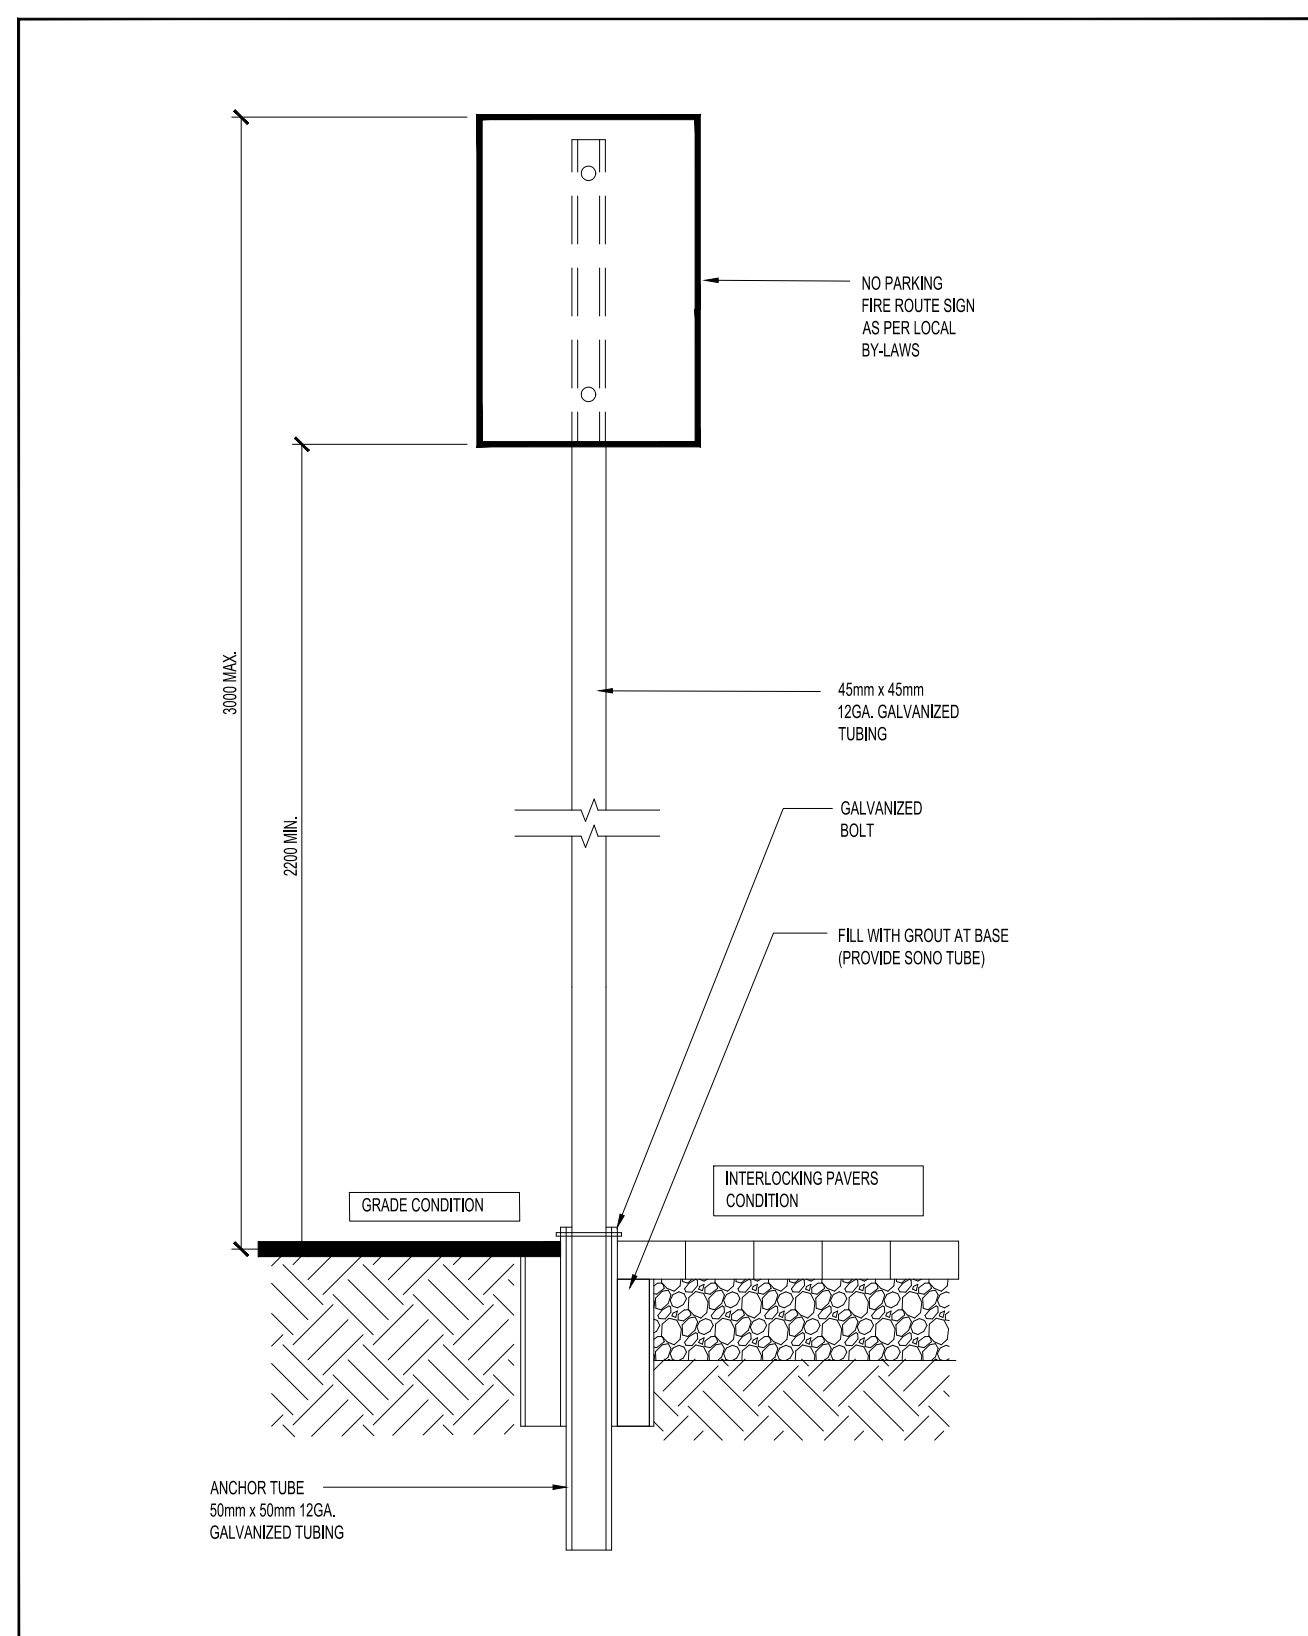 NO PARKING
FIRE ROUTE SIGN
AS PER LOCAL
BY-LAWS
3000 MAX.
45mm x 45mm
12GA. GALVANIZED
TUBING
2200 MIN.
GALVANIZED
BOLT
FILL WITH GROUT AT BASE
(PROVIDE SONO TUBE)
GRADE CONDITION
INTERLOCKING PAVERS
CONDITION
ANCHOR TUBE
50mm x 50mm 12GA.
GALVANIZED TUBING